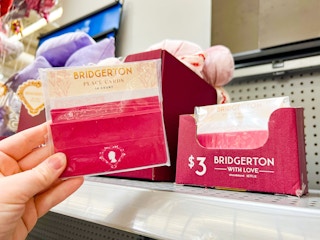 BRIDGERTON
PLACE CARDS
$3
BRIDGERTON
WITH LOVE